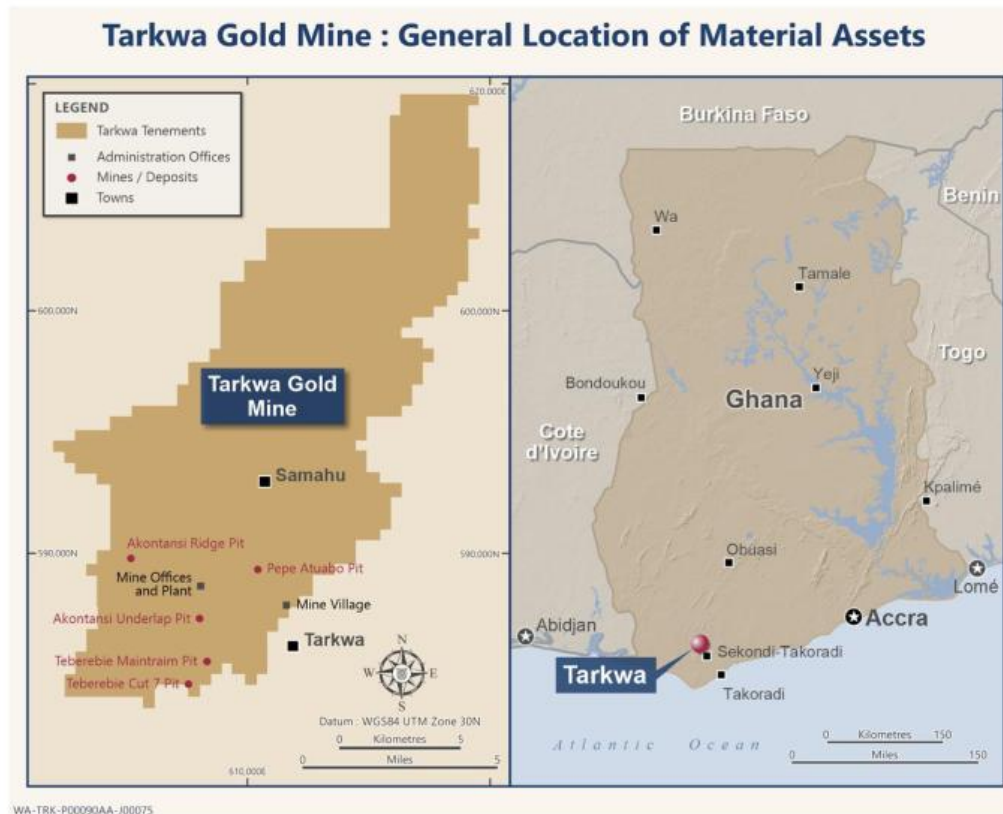 Tarkwa Gold Mine : General Location of Material Assets
LEGEND
Tarkwa Tenements
Administration Offices
Mines / Deposits
Towns
620,000E
600,000N
600,000N
Tarkwa Gold
Mine
Samahu
590,000N
590,000N
Akontansi Ridge Pit
Pepe Atuabo Pit
Mine Offices
and Plant
Mine Village
Akontansi Underlap Pit
Tarkwa
Teberebie Maintraim Pit
Teberebie Cut 7 Pit
N
W
E
S
Datum : WGS84 UTM Zone 30N
0 Kilometres 5
0 Miles 5
610,000E
Burkina Faso
Benin
Wa
Tamale
Togo
Yeji
Bondoukou
Ghana
Cote
d'Ivoire
Kpalimé
Obuasi
Lomé
Abidjan
Accra
Sekondi-Takoradi
Tarkwa
Takoradi
Atlantic Ocean
0 Kilometres 150
0 Miles 150
WA-TRK-P00090AA-J00075